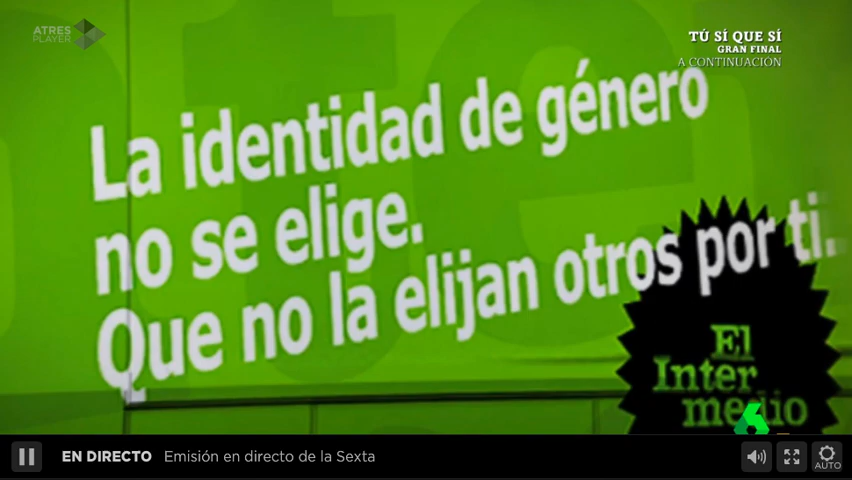 ATRES
PLAYER
TÚ SÍ QUE SÍ
GRAN FINAL
A CONTINUACIÓN
La identidad de género
no se elige.
Que no la elijan otros por ti.
El
Inter
medio
6
EN DIRECTO Emisión en directo de la Sexta
AUTO